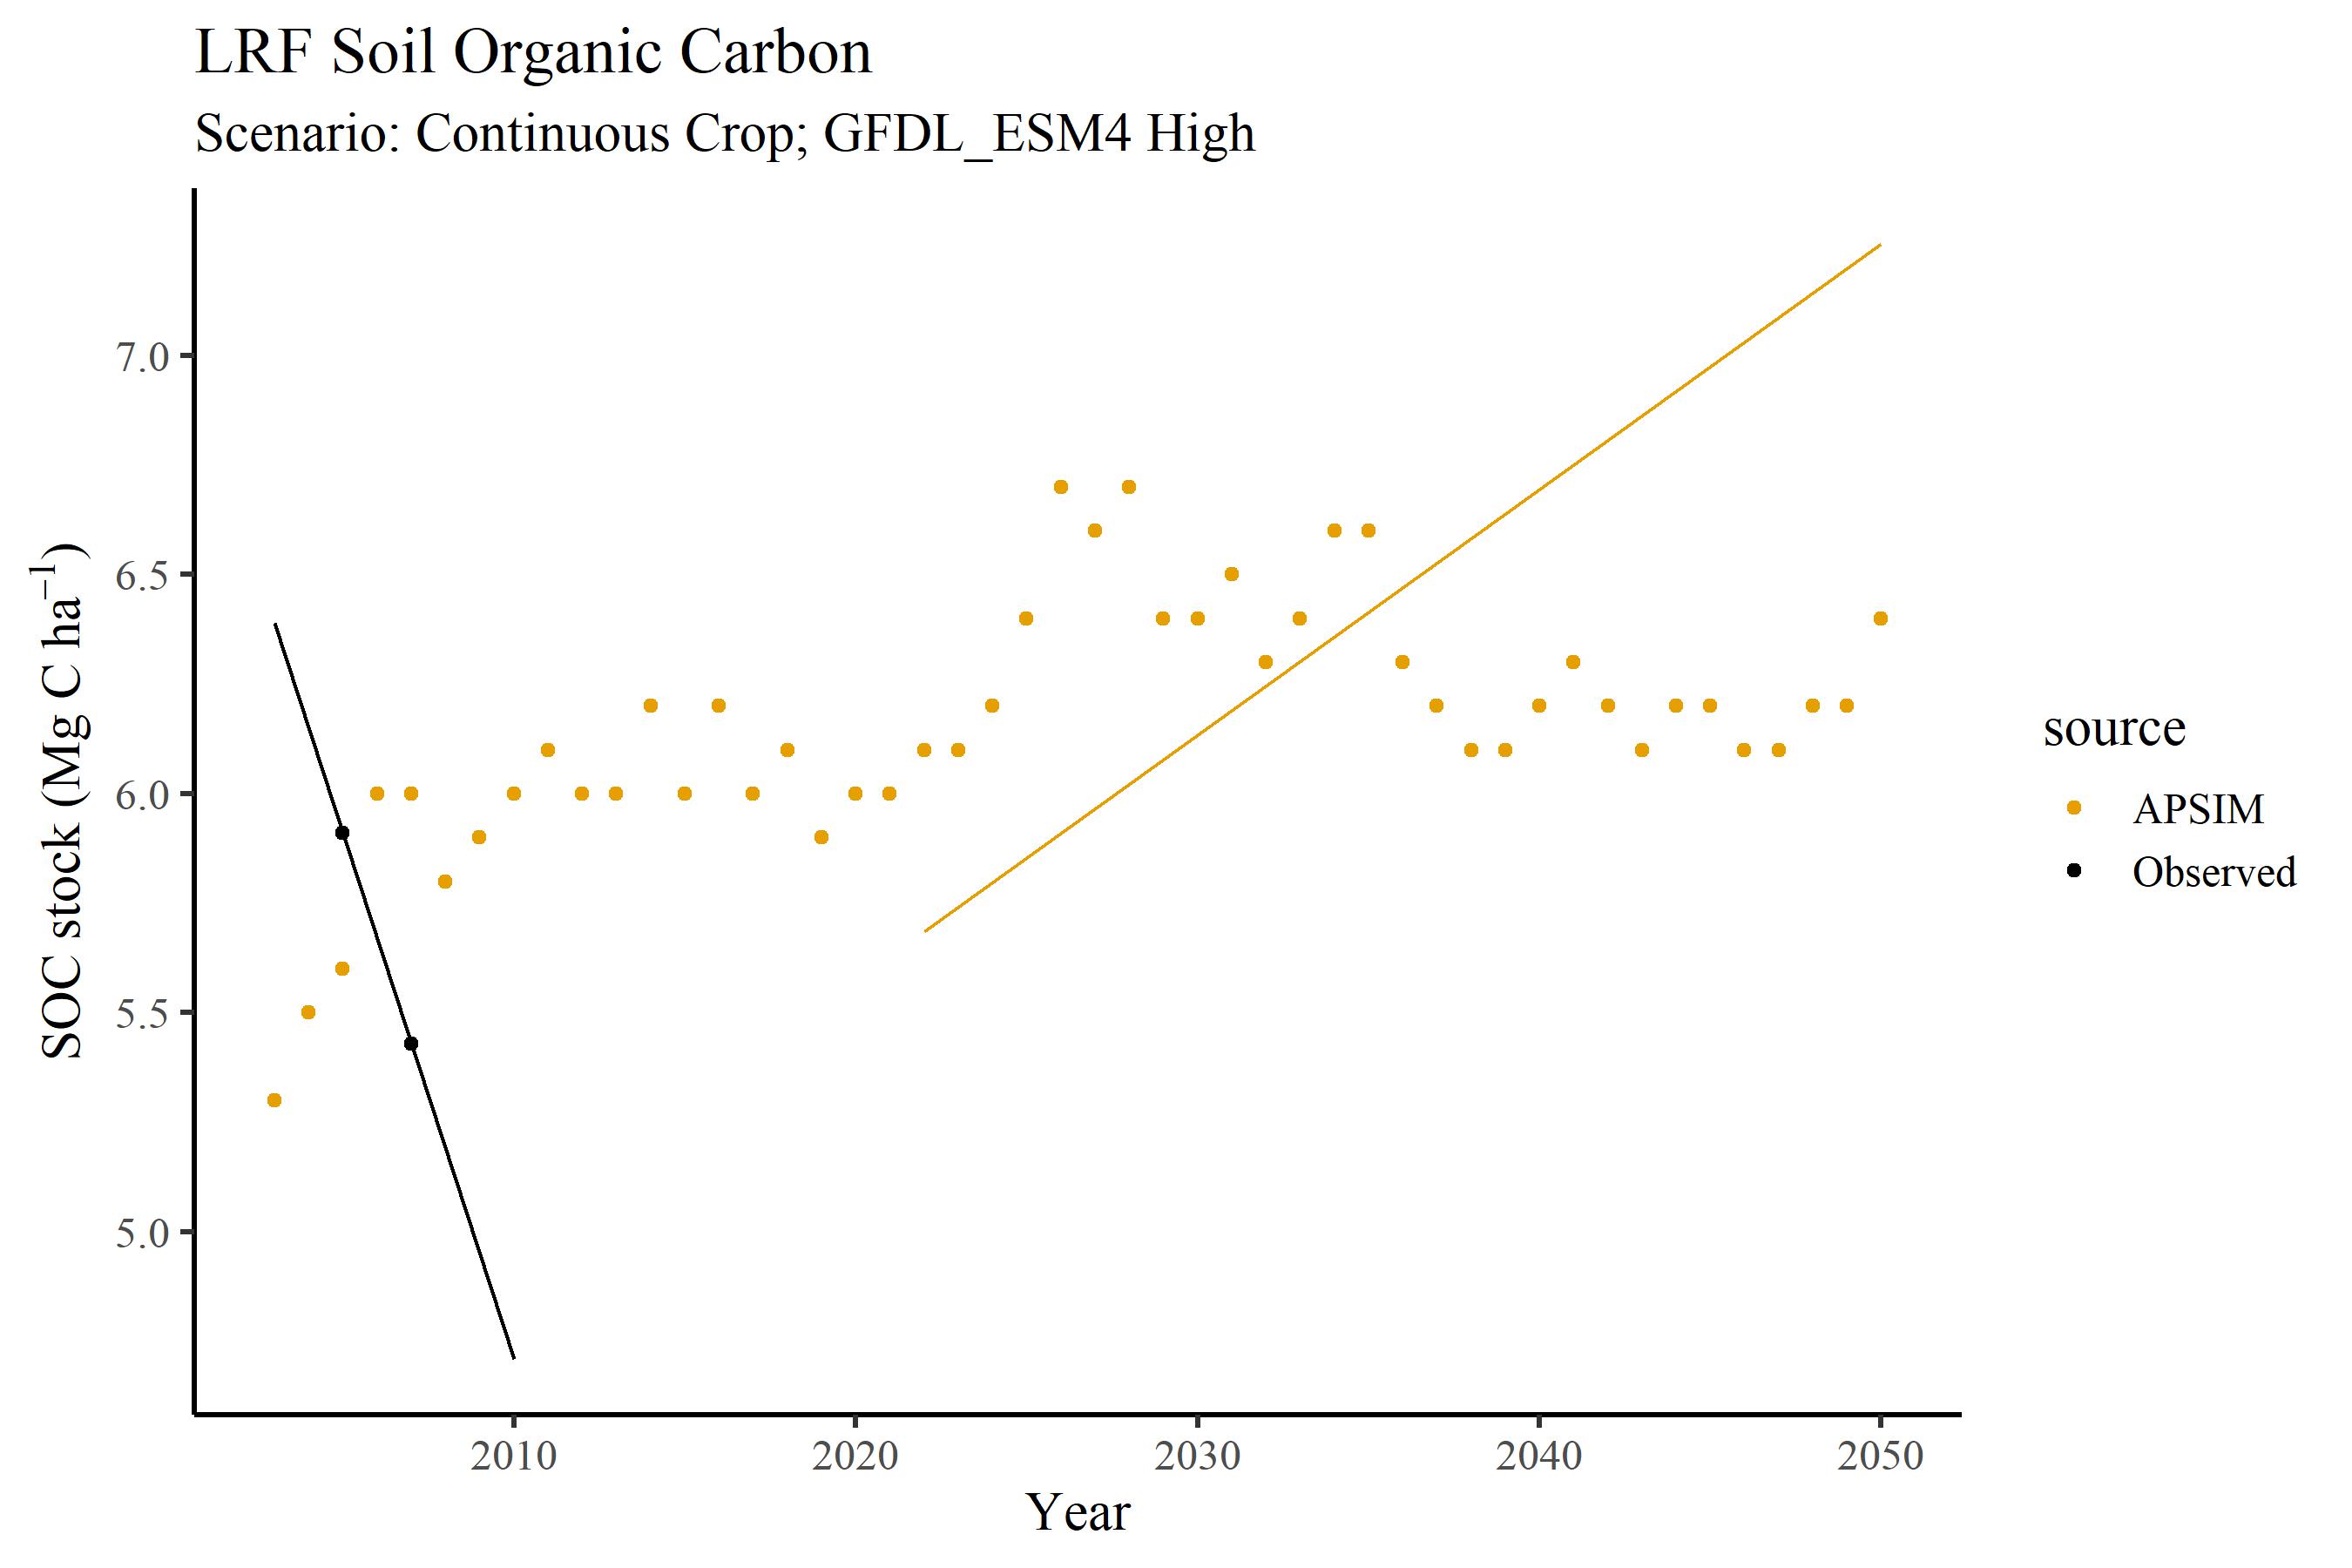 LRF Soil Organic Carbon
Scenario: Continuous Crop; GFDL_ESM4 High
SOC stock (Mg C ha⁻¹)
7.0
6.5
6.0
5.5
5.0
2010 2020 2030 2040 2050
Year
source
APSIM
Observed